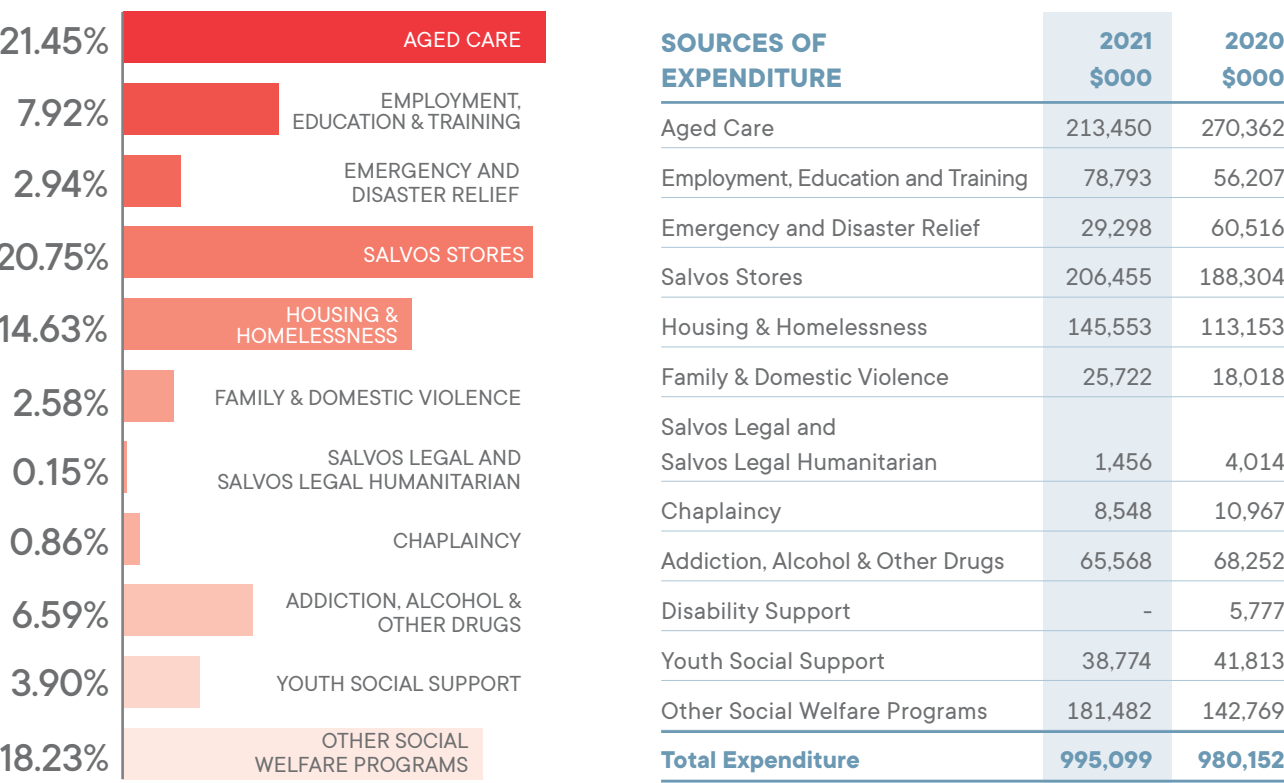 21.45% AGED CARE
7.92% EMPLOYMENT,
EDUCATION & TRAINING
2.94% EMERGENCY AND
DISASTER RELIEF
20.75% SALVOS STORES
14.63% HOUSING &
HOMELESSNESS
2.58% FAMILY & DOMESTIC VIOLENCE
0.15% SALVOS LEGAL AND
SALVOS LEGAL HUMANITARIAN
0.86% CHAPLAINCY
6.59% ADDICTION, ALCOHOL &
OTHER DRUGS
3.90% YOUTH SOCIAL SUPPORT
18.23% OTHER SOCIAL
WELFARE PROGRAMS
SOURCES OF 2021 2020
EXPENDITURE $000 $000
Aged Care 213,450 270,362
Employment, Education and Training 78,793 56,207
Emergency and Disaster Relief 29,298 60,516
Salvos Stores 206,455 188,304
Housing & Homelessness 145,553 113,153
Family & Domestic Violence 25,722 18,018
Salvos Legal and
Salvos Legal Humanitarian 1,456 4,014
Chaplaincy 8,548 10,967
Addiction, Alcohol & Other Drugs 65,568 68,252
Disability Support - 5,777
Youth Social Support 38,774 41,813
Other Social Welfare Programs 181,482 142,769
Total Expenditure 995,099 980,152